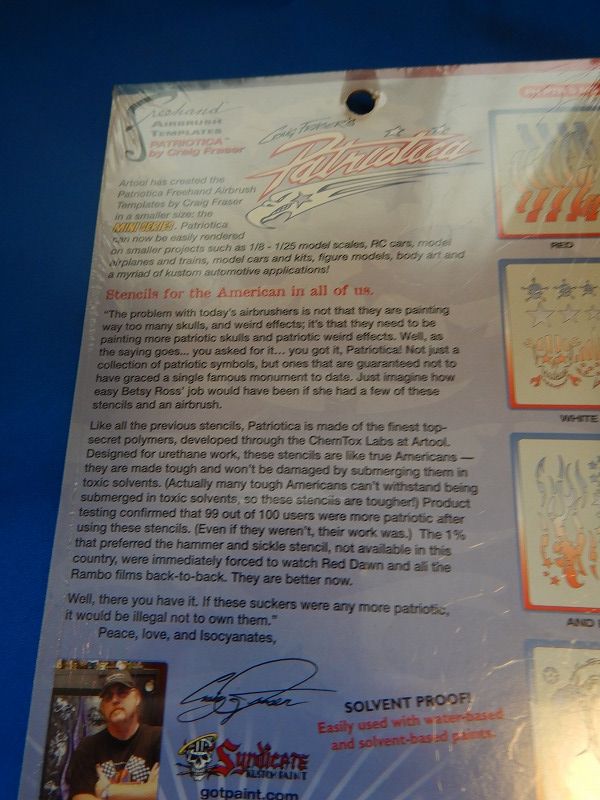 Freehand
AIRBRUSH
TEMPLATES
PATRIOTICA™
by Craig Fraser
CRAIG FRASER'S
Patriotica
Artool has created the
Patriotica Freehand Airbrush
Templates by Craig Fraser
in a smaller size: the
MINI SERIES. Patriotica
can now be easily rendered
on smaller projects such as 1/8 - 1/25 model scales, RC cars, model
airplanes and trains, model cars and kits, figure models, body art and
a myriad of kustom automotive applications!
Stencils for the American in all of us.
"The problem with today's airbrushers is not that they are painting
way too many skulls, and weird effects; it's that they need to be
painting more patriotic skulls and patriotic weird effects. Well, as
the saying goes... you asked for it... you got it, Patriotica! Not just a
collection of patriotic symbols, but ones that are guaranteed not to
have graced a single famous monument to date. Just imagine how
easy Betsy Ross' job would have been if she had a few of these
stencils and an airbrush.
Like all the previous stencils, Patriotica is made of the finest top-
secret polymers, developed through the ChemTox Labs at Artool.
Designed for urethane work, these stencils are like true Americans —
they are made tough and won't be damaged by submerging them in
toxic solvents. (Actually many tough Americans can't withstand being
submerged in toxic solvents, so these stencils are tougher!) Product
testing confirmed that 99 out of 100 users were more patriotic after
using these stencils. (Even if they weren't, their work was.) The 1%
that preferred the hammer and sickle stencil, not available in this
country, were immediately forced to watch Red Dawn and all the
Rambo films back-to-back. They are better now.
Well, there you have it. If these suckers were any more patriotic,
it would be illegal not to own them."
Peace, love, and Isocyanates,
Craig Fraser
AIR
Syndicate
KUSTOM PAINT
gotpaint.com
SOLVENT PROOF!
Easily used with water-based
and solvent-based paints.
RED
WHITE
AND